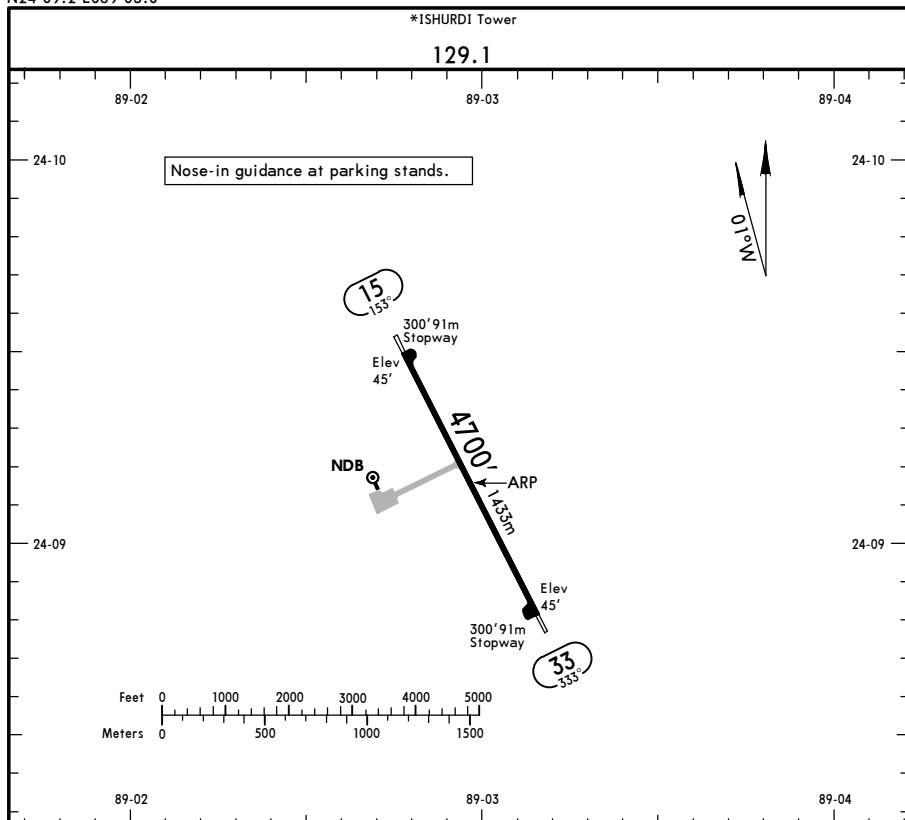 *ISHURDI Tower
129.1
89-02 89-03 89-04
24-10 24-10
Nose-in guidance at parking stands.
01°W
15
153°
300'91m
Stopway
Elev
45'
4700'
1433m
NDB
ARP
24-09 24-09
Elev
45'
300'91m
Stopway
33
333°
Feet 0 1000 2000 3000 4000 5000
Meters 0 500 1000 1500
89-02 89-03 89-04